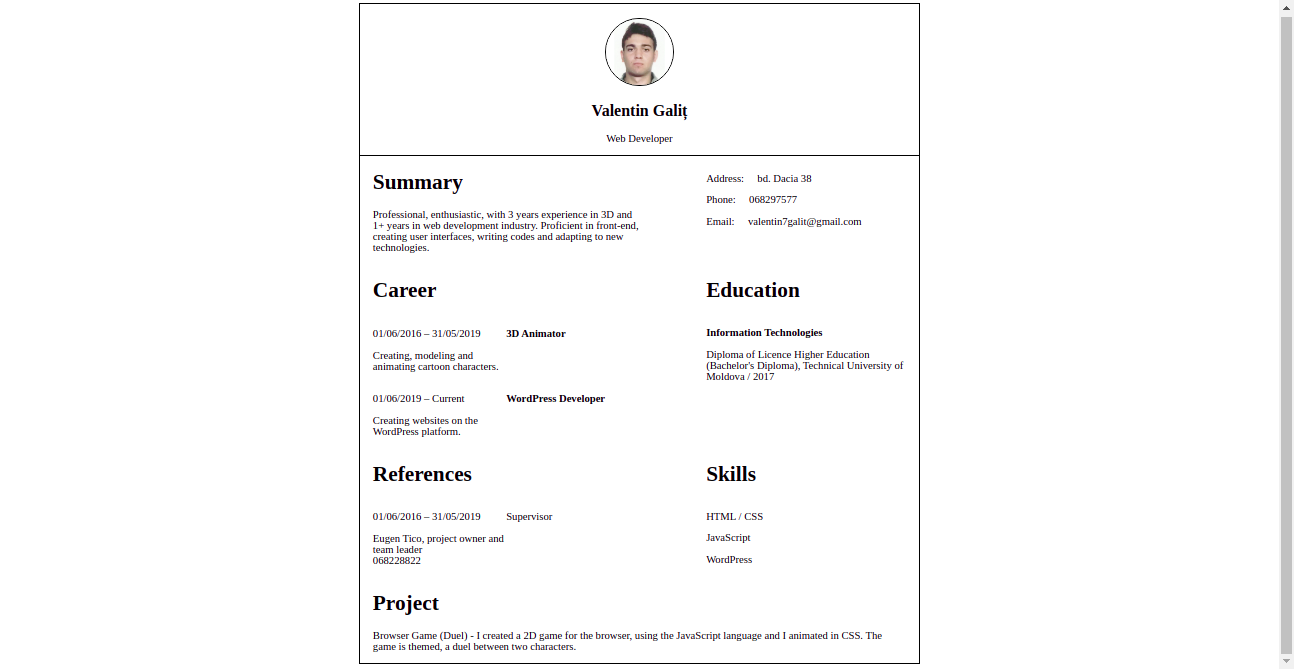 Valentin Galiț
Web Developer
Summary
Professional, enthusiastic, with 3 years experience in 3D and
1+ years in web development industry. Proficient in front-end,
creating user interfaces, writing codes and adapting to new
technologies.
Address: bd. Dacia 38
Phone: 068297577
Email: valentin7galit@gmail.com
Career
01/06/2016 – 31/05/2019 3D Animator
Creating, modeling and
animating cartoon characters.
01/06/2019 – Current WordPress Developer
Creating websites on the
WordPress platform.
Education
Information Technologies
Diploma of Licence Higher Education
(Bachelor's Diploma), Technical University of
Moldova / 2017
References
01/06/2016 – 31/05/2019 Supervisor
Eugen Tico, project owner and
team leader
068228822
Skills
HTML / CSS
JavaScript
WordPress
Project
Browser Game (Duel) - I created a 2D game for the browser, using the JavaScript language and I animated in CSS. The
game is themed, a duel between two characters.